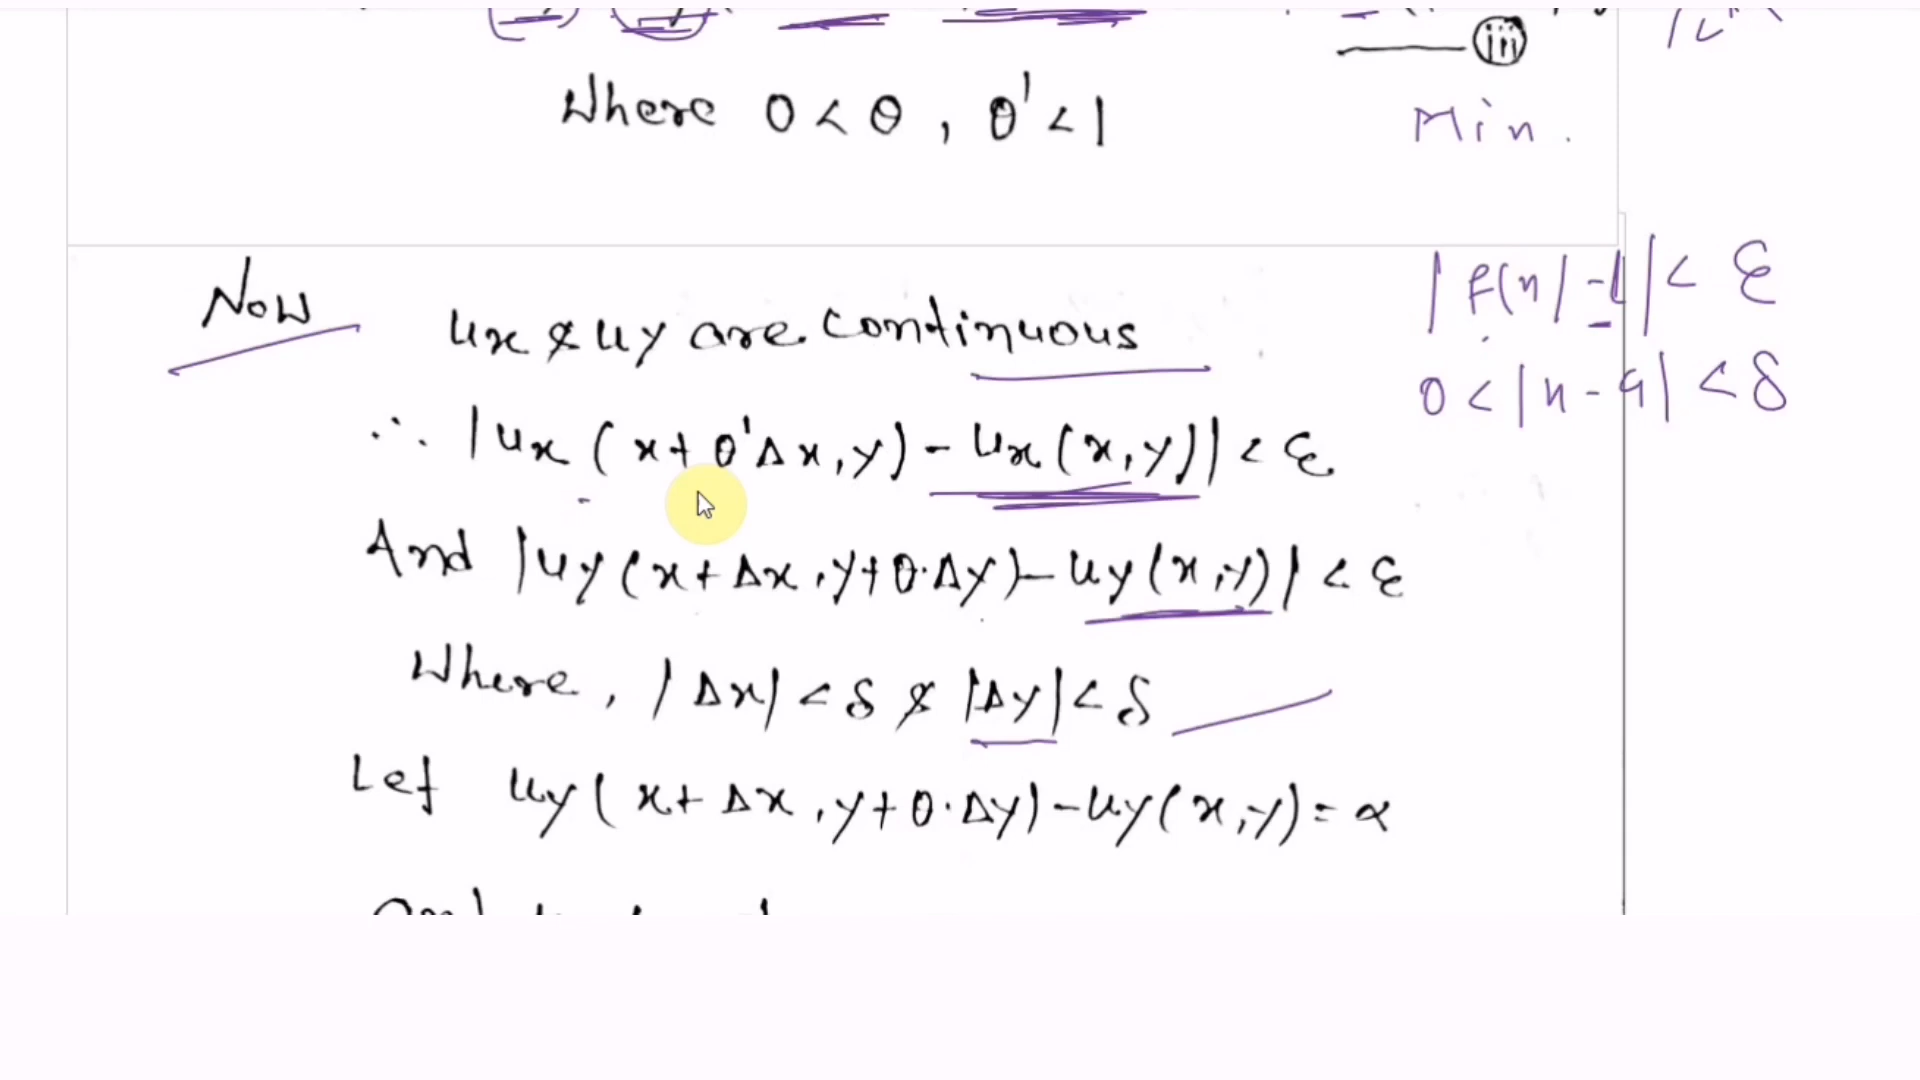 (iii)
Where 0 < θ , θ' < 1
Min.
Now ux & uy are continuous
|f(x)-l| < ε
0 < |x-a| < δ
∴ |ux(x+θ'Δx,y) - ux(x,y)| < ε
And |uy(x+Δx,y+θ·Δy) - uy(x,y)| < ε
Where, |Δx| < δ & |Δy| < δ
Let uy(x+Δx,y+θ·Δy) - uy(x,y) = α